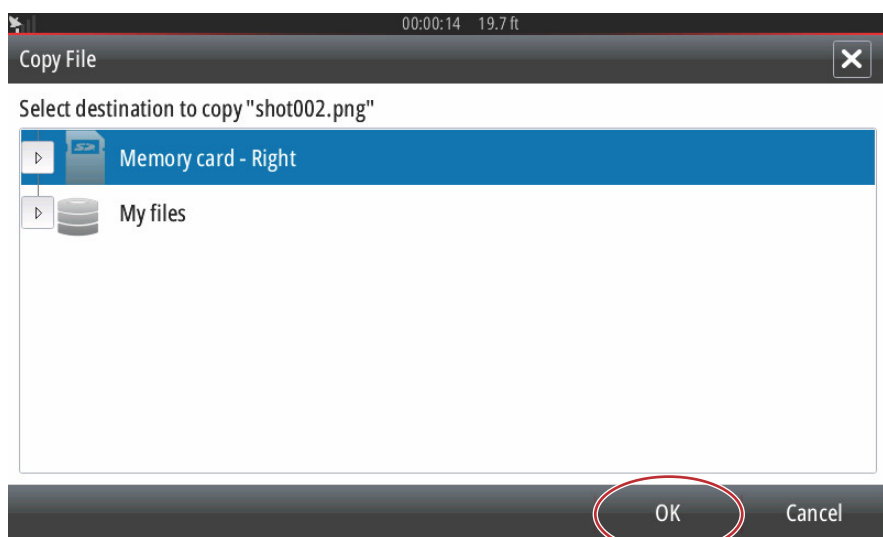 00:00:14 19.7 ft
Copy File
Select destination to copy "shot002.png"
Memory card - Right
My files
OK Cancel